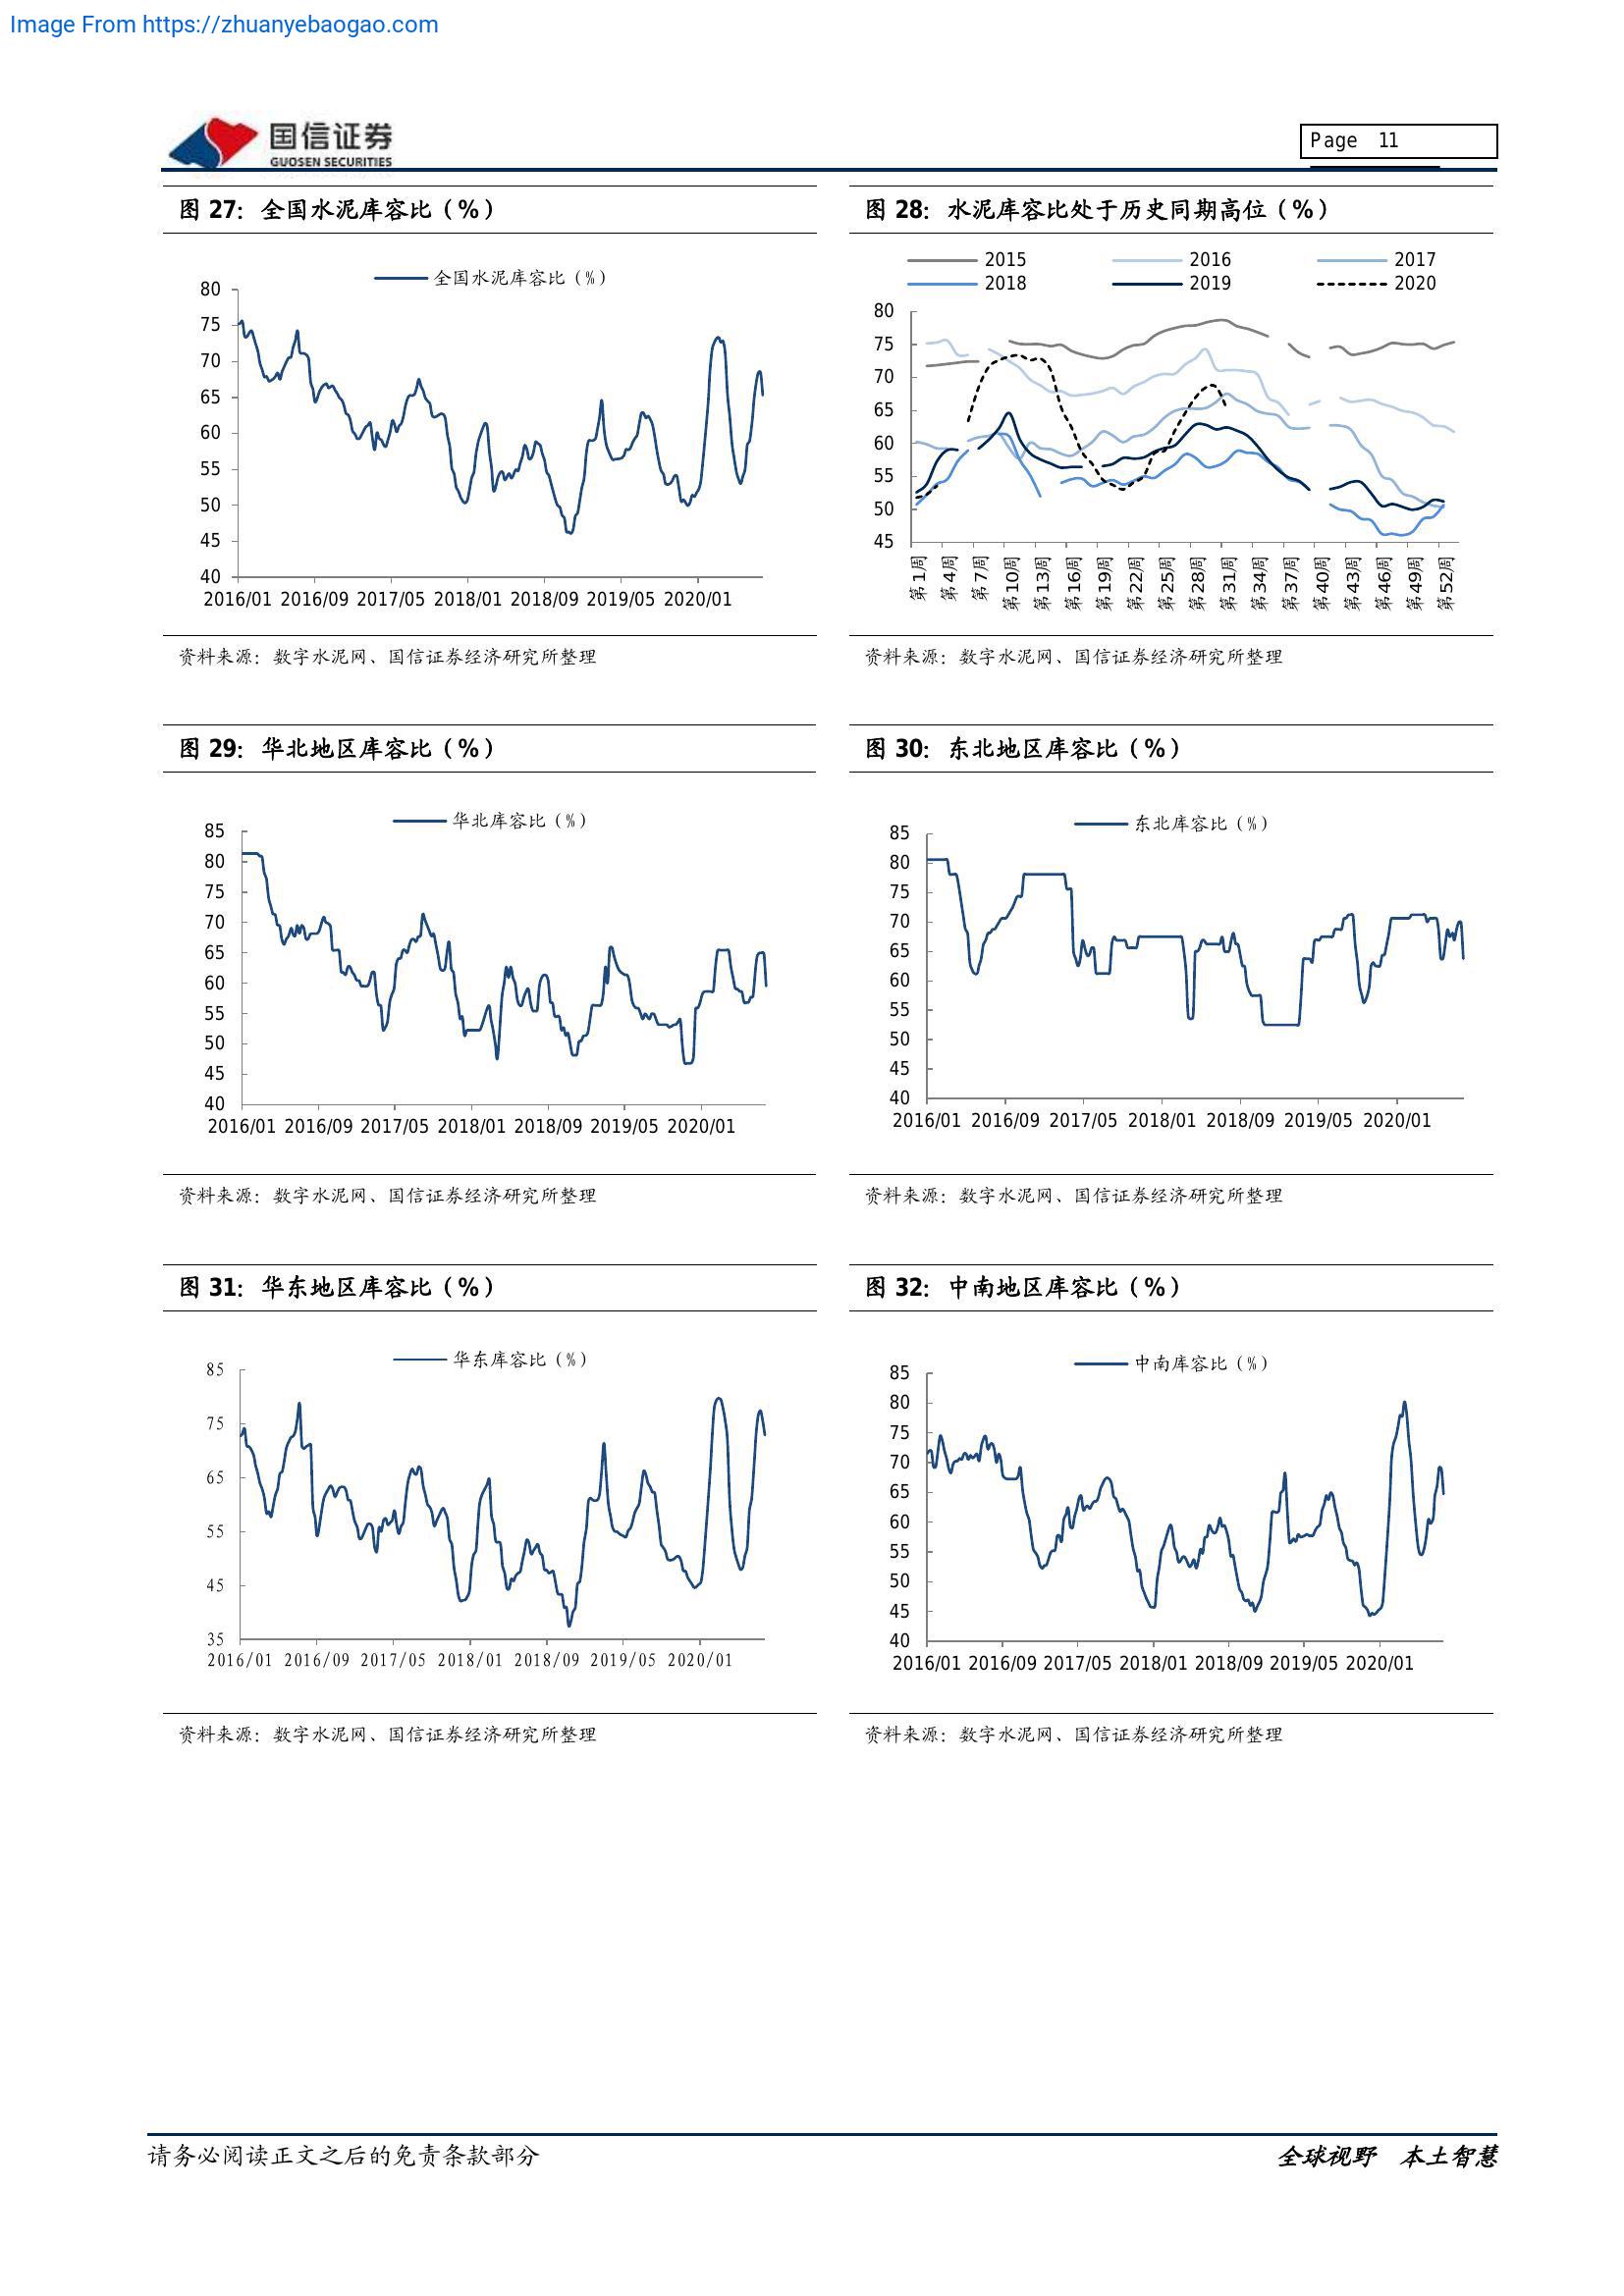 Image From https://zhuanyebaogao.com
国信证券
GUOSEN SECURITIES
Page 11
图 27：全国水泥库容比（%）
全国水泥库容比（%）
80
75
70
65
60
55
50
45
40
2016/01 2016/09 2017/05 2018/01 2018/09 2019/05 2020/01
资料来源：数字水泥网、国信证券经济研究所整理
图 28：水泥库容比处于历史同期高位（%）
2015 2016 2017
2018 2019 2020
80
75
70
65
60
55
50
45
第1周 第4周 第7周 第10周 第13周 第16周 第19周 第22周 第25周 第28周 第31周 第34周 第37周 第40周 第43周 第46周 第49周 第52周
资料来源：数字水泥网、国信证券经济研究所整理
图 29：华北地区库容比（%）
华北库容比（%）
85
80
75
70
65
60
55
50
45
40
2016/01 2016/09 2017/05 2018/01 2018/09 2019/05 2020/01
资料来源：数字水泥网、国信证券经济研究所整理
图 30：东北地区库容比（%）
东北库容比（%）
85
80
75
70
65
60
55
50
45
40
2016/01 2016/09 2017/05 2018/01 2018/09 2019/05 2020/01
资料来源：数字水泥网、国信证券经济研究所整理
图 31：华东地区库容比（%）
华东库容比（%）
85
75
65
55
45
35
2016/01 2016/09 2017/05 2018/01 2018/09 2019/05 2020/01
资料来源：数字水泥网、国信证券经济研究所整理
图 32：中南地区库容比（%）
中南库容比（%）
85
80
75
70
65
60
55
50
45
40
2016/01 2016/09 2017/05 2018/01 2018/09 2019/05 2020/01
资料来源：数字水泥网、国信证券经济研究所整理
请务必阅读正文之后的免责条款部分
全球视野 本土智慧